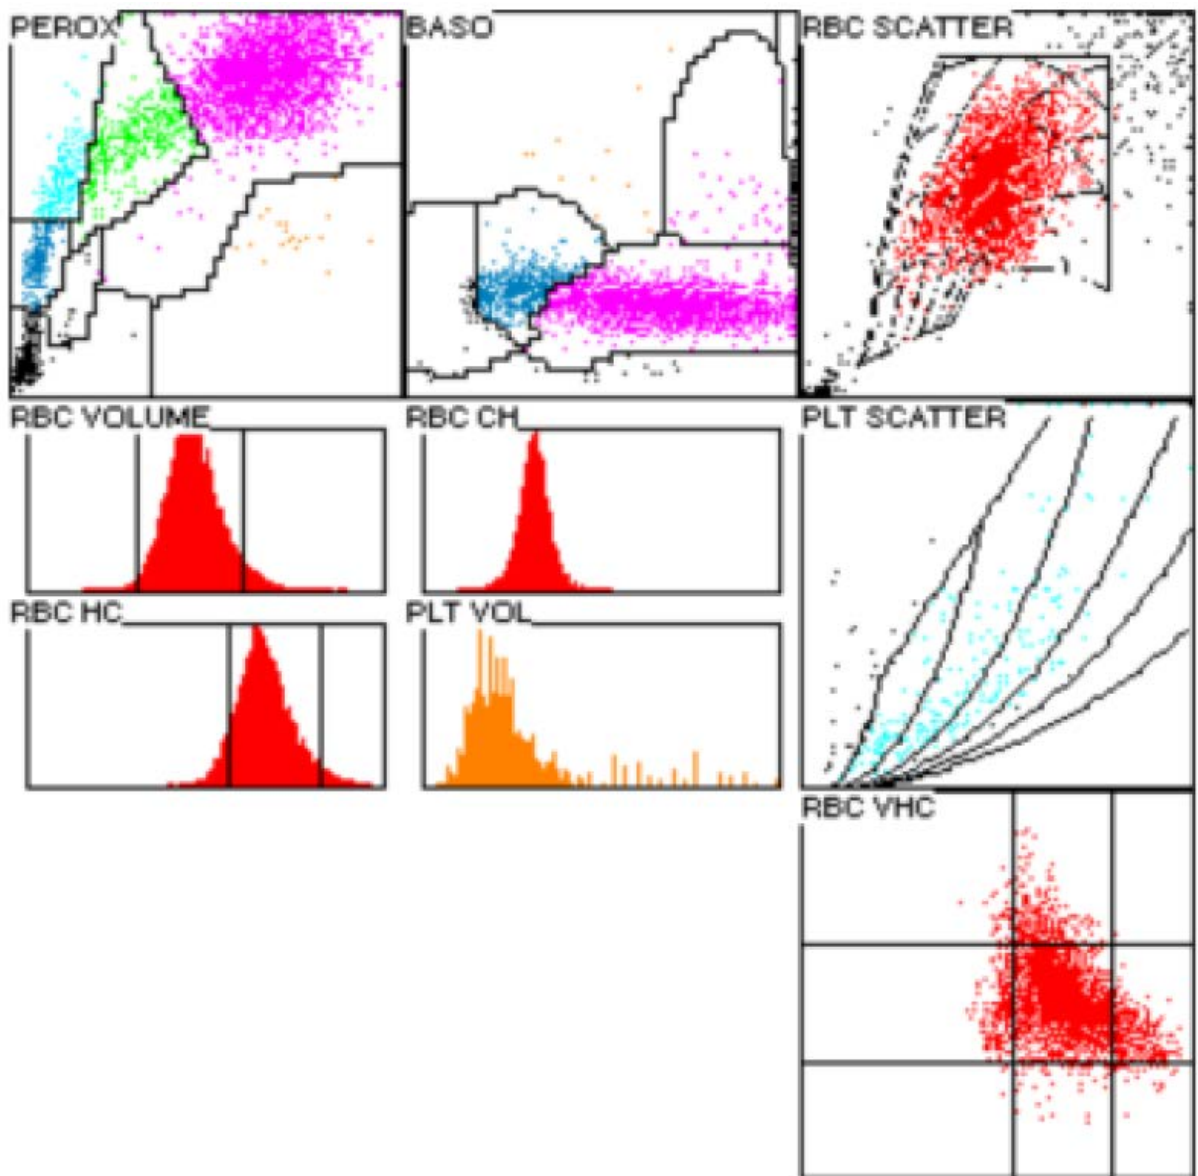 PEROX
BASO
RBC SCATTER
RBC VOLUME
RBC CH
PLT SCATTER
RBC HC
PLT VOL
RBC VHC